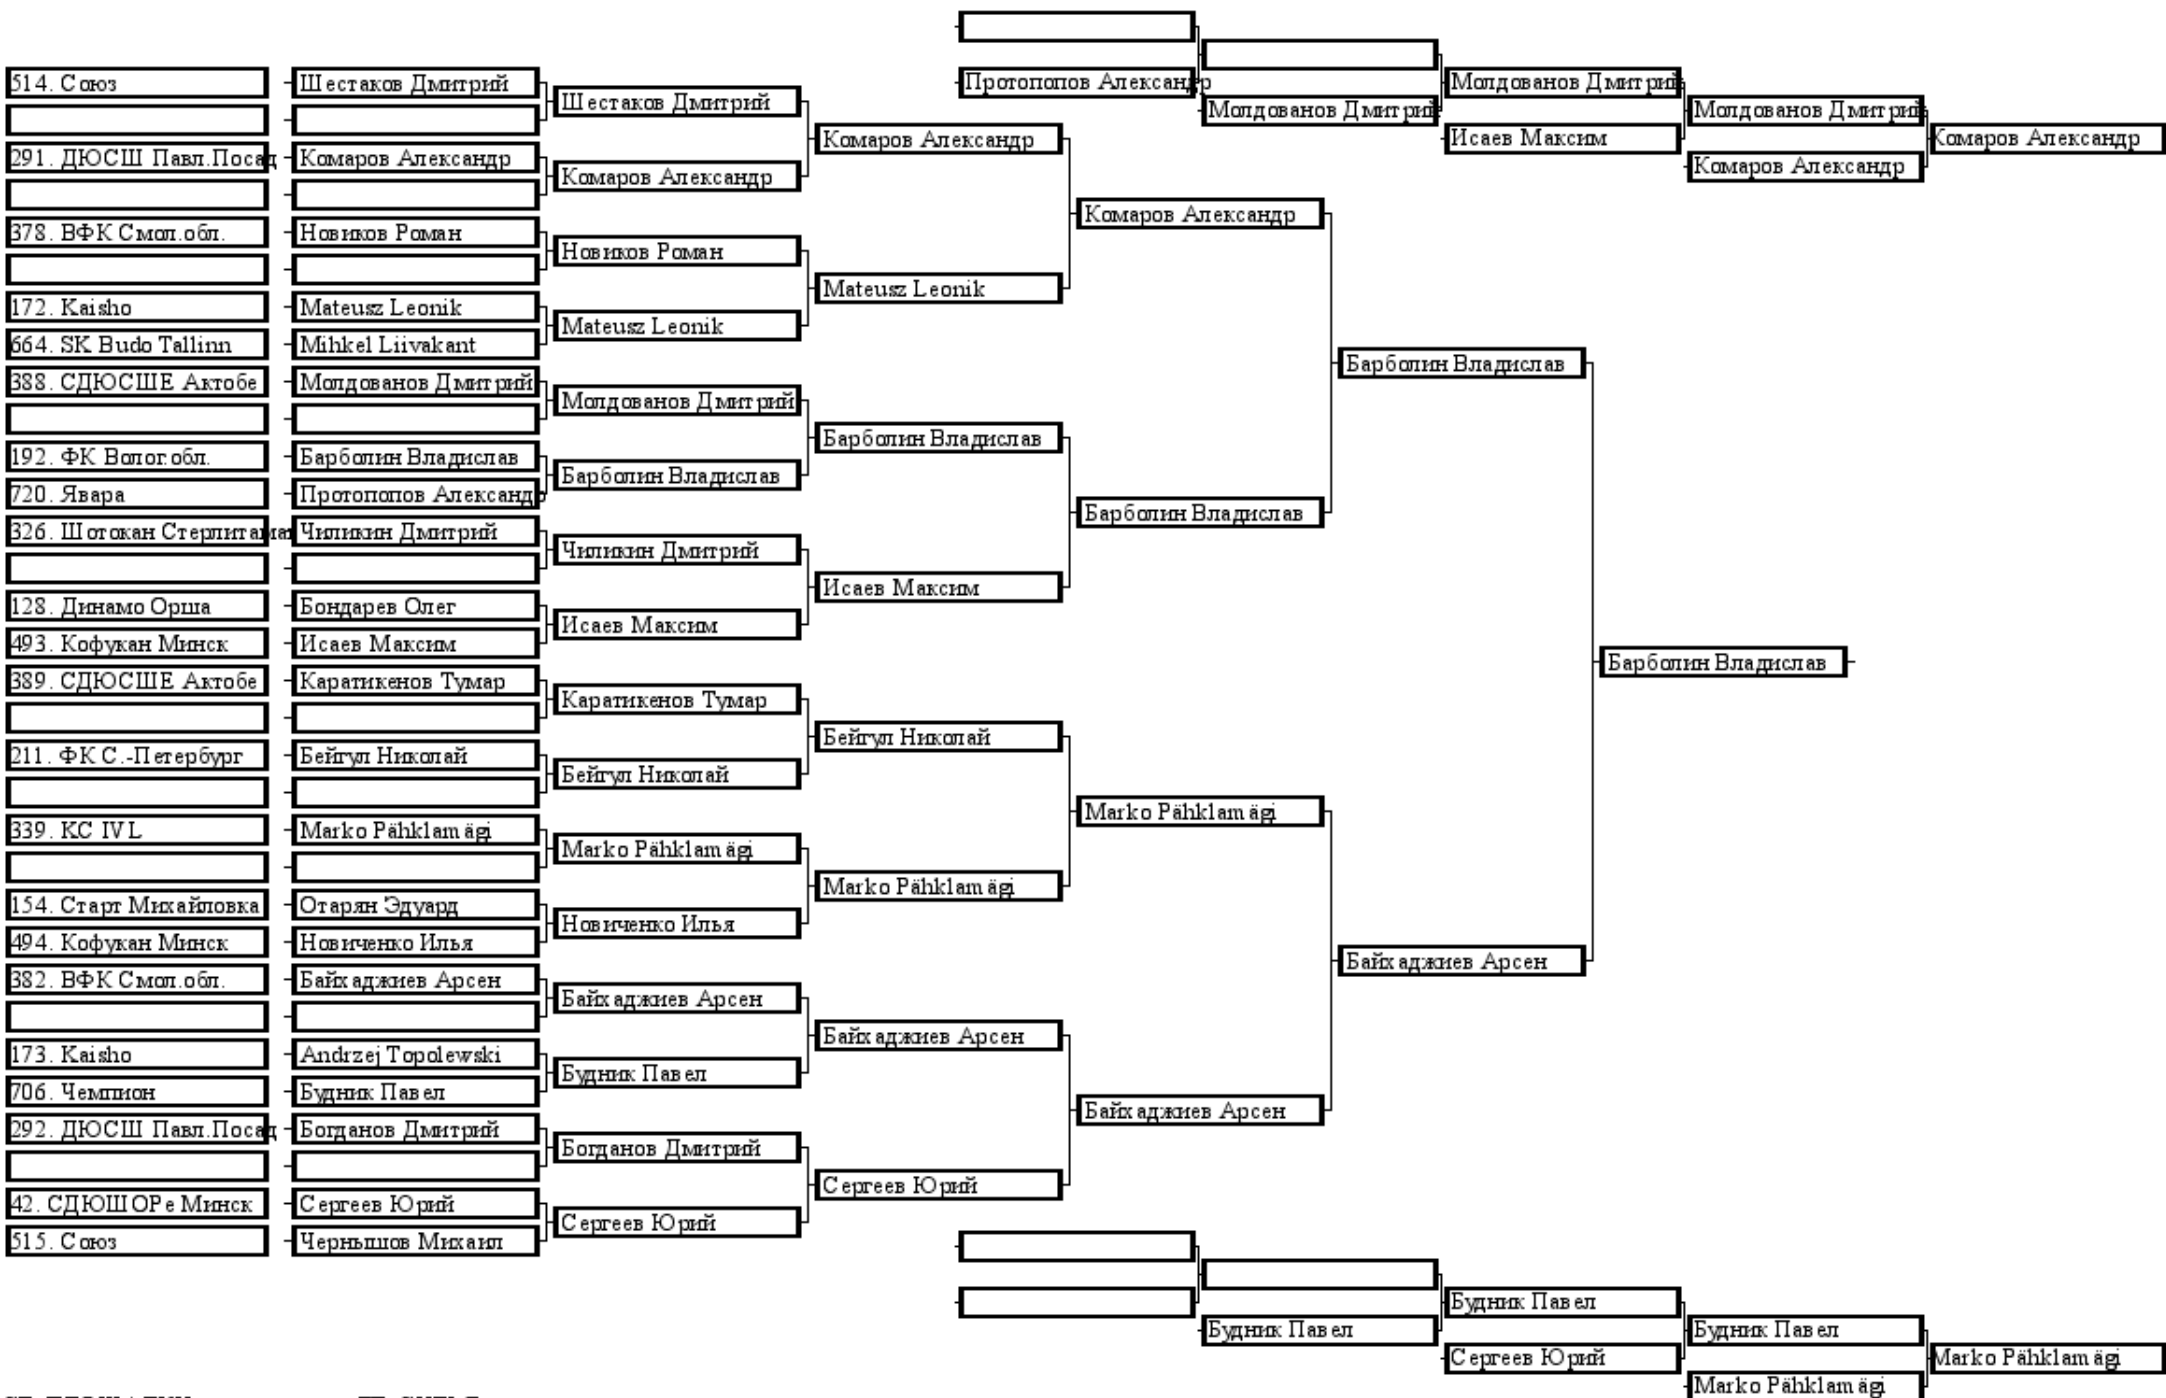 Протопопов Александр
514. Союз Шестаков Дмитрий Шестаков Дмитрий Молдованов Дмитрий
Молдованов Дмитрий Молдованов Дмитрий
Комаров Александр Исаев Максим Комаров Александр
291. ДЮСШ Павл.Посад Комаров Александр Комаров Александр Комаров Александр
Комаров Александр
378. ВФК Смол.обл. Новиков Роман Новиков Роман
Mateusz Leonik
172. Kaisho Mateusz Leonik Mateusz Leonik
664. SK Budo Tallinn Mihkel Liivakant
Барболин Владислав
388. СДЮСШЕ Актобе Молдованов Дмитрий Молдованов Дмитрий
Барболин Владислав
192. ФК Волог.обл. Барболин Владислав Барболин Владислав
720. Явара Протопопов Александр
Барболин Владислав
326. Шотокан Стерлитамак Чиликин Дмитрий Чиликин Дмитрий
Исаев Максим
128. Динамо Орша Бондарев Олег Исаев Максим
493. Кофукан Минск Исаев Максим
Барболин Владислав
389. СДЮСШЕ Актобе Каратикенов Тумар Каратикенов Тумар
Бейгул Николай
211. ФК С.-Петербург Бейгул Николай Бейгул Николай
Marko Pähklamägi
339. КС IVL Marko Pähklamägi Marko Pähklamägi
Marko Pähklamägi
154. Старт Михайловка Отарян Эдуард Новиченко Илья
494. Кофукан Минск Новиченко Илья
Байхаджиев Арсен
382. ВФК Смол.обл. Байхаджиев Арсен Байхаджиев Арсен
Байхаджиев Арсен
173. Kaisho Andrzej Topolewski Будник Павел
706. Чемпион Будник Павел
Байхаджиев Арсен
292. ДЮСШ Павл.Посад Богданов Дмитрий Богданов Дмитрий
Сергеев Юрий
42. СДЮШОРе Минск Сергеев Юрий Сергеев Юрий
515. Союз Чернышов Михаил
Будник Павел
Будник Павел Будник Павел
Сергеев Юрий Marko Pähklamägi
Marko Pähklamägi